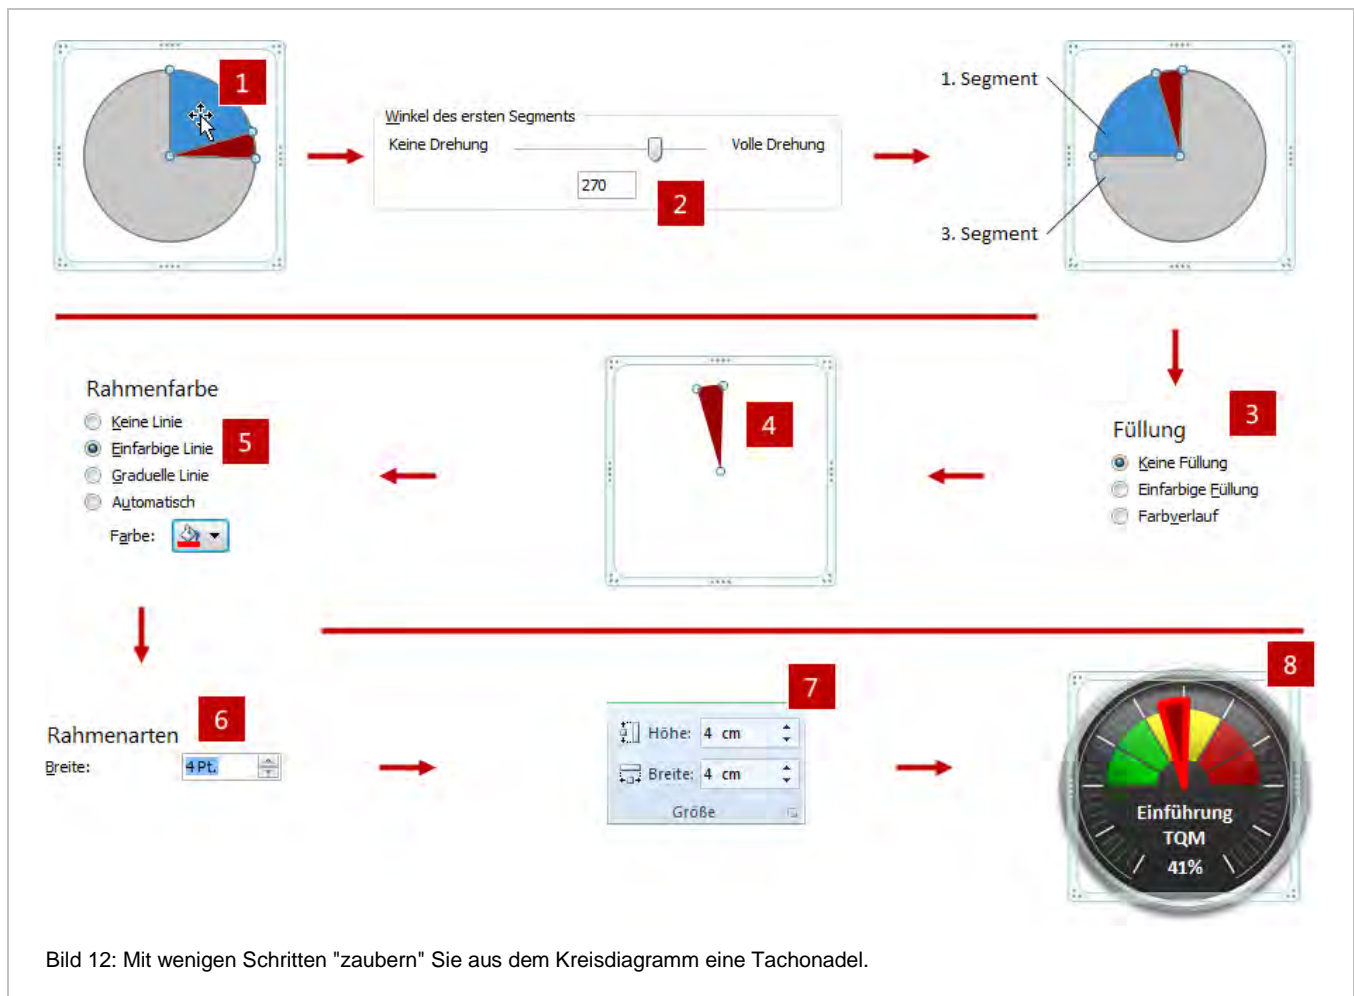 1
Winkel des ersten Segments
Keine Drehung
Volle Drehung
270
2
1. Segment
3. Segment
3
Füllung
Keine Füllung
Einfarbige Füllung
Farbverlauf
4
Rahmenfarbe
Keine Linie
5
Einfarbige Linie
Graduelle Linie
Automatisch
Farbe:
6
Rahmenarten
Breite:
4 Pt.
7
Höhe: 4 cm
Breite: 4 cm
Größe
8
Einführung
TQM
41%
Bild 12: Mit wenigen Schritten "zaubern" Sie aus dem Kreisdiagramm eine Tachonadel.